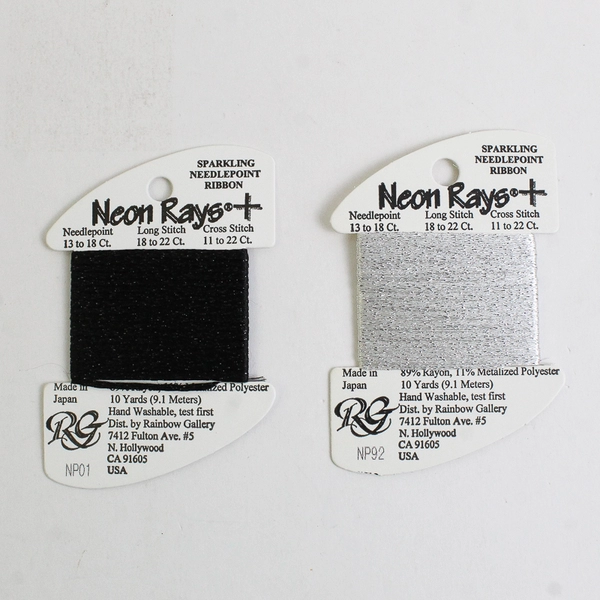 SPARKLING
NEEDLEPOINT
RIBBON
Neon Rays®+
Needlepoint Long Stitch Cross Stitch
13 to 18 Ct. 18 to 22 Ct. 11 to 22 Ct.
Made in Metalized Polyester
Japan 10 Yards (9.1 Meters)
Hand Washable, test first
RG Dist. by Rainbow Gallery
7412 Fulton Ave. #5
N. Hollywood
CA 91605
NP01 USA
SPARKLING
NEEDLEPOINT
RIBBON
Neon Rays®+
Needlepoint Long Stitch Cross Stitch
13 to 18 Ct. 18 to 22 Ct. 11 to 22 Ct.
Made in 89% Rayon, 11% Metalized Polyester
Japan 10 Yards (9.1 Meters)
Hand Washable, test first
RG Dist. by Rainbow Gallery
7412 Fulton Ave. #5
N. Hollywood
CA 91605
NP92 USA